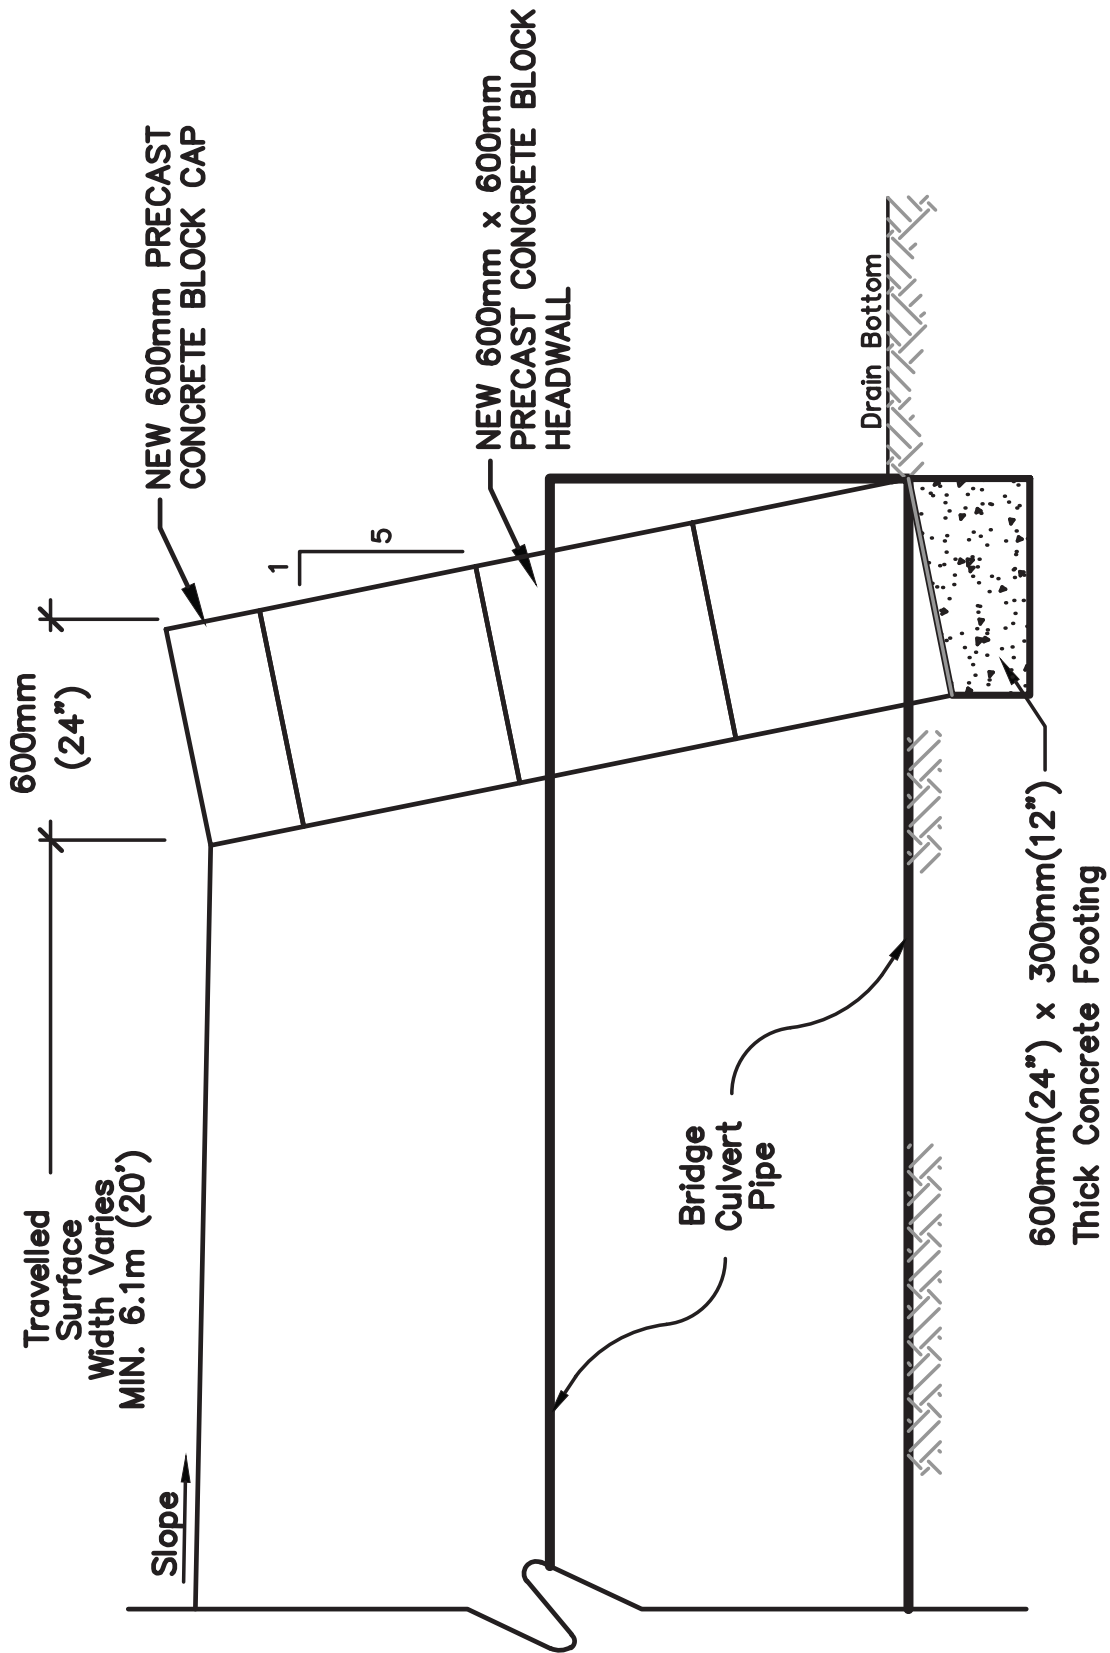 Travelled
Surface
Width Varies
MIN. 6.1m (20')
600mm
(24")
Slope
NEW 600mm PRECAST
CONCRETE BLOCK CAP
1
5
NEW 600mm x 600mm
PRECAST CONCRETE BLOCK
HEADWALL
Bridge
Culvert
Pipe
Drain Bottom
600mm(24") x 300mm(12")
Thick Concrete Footing